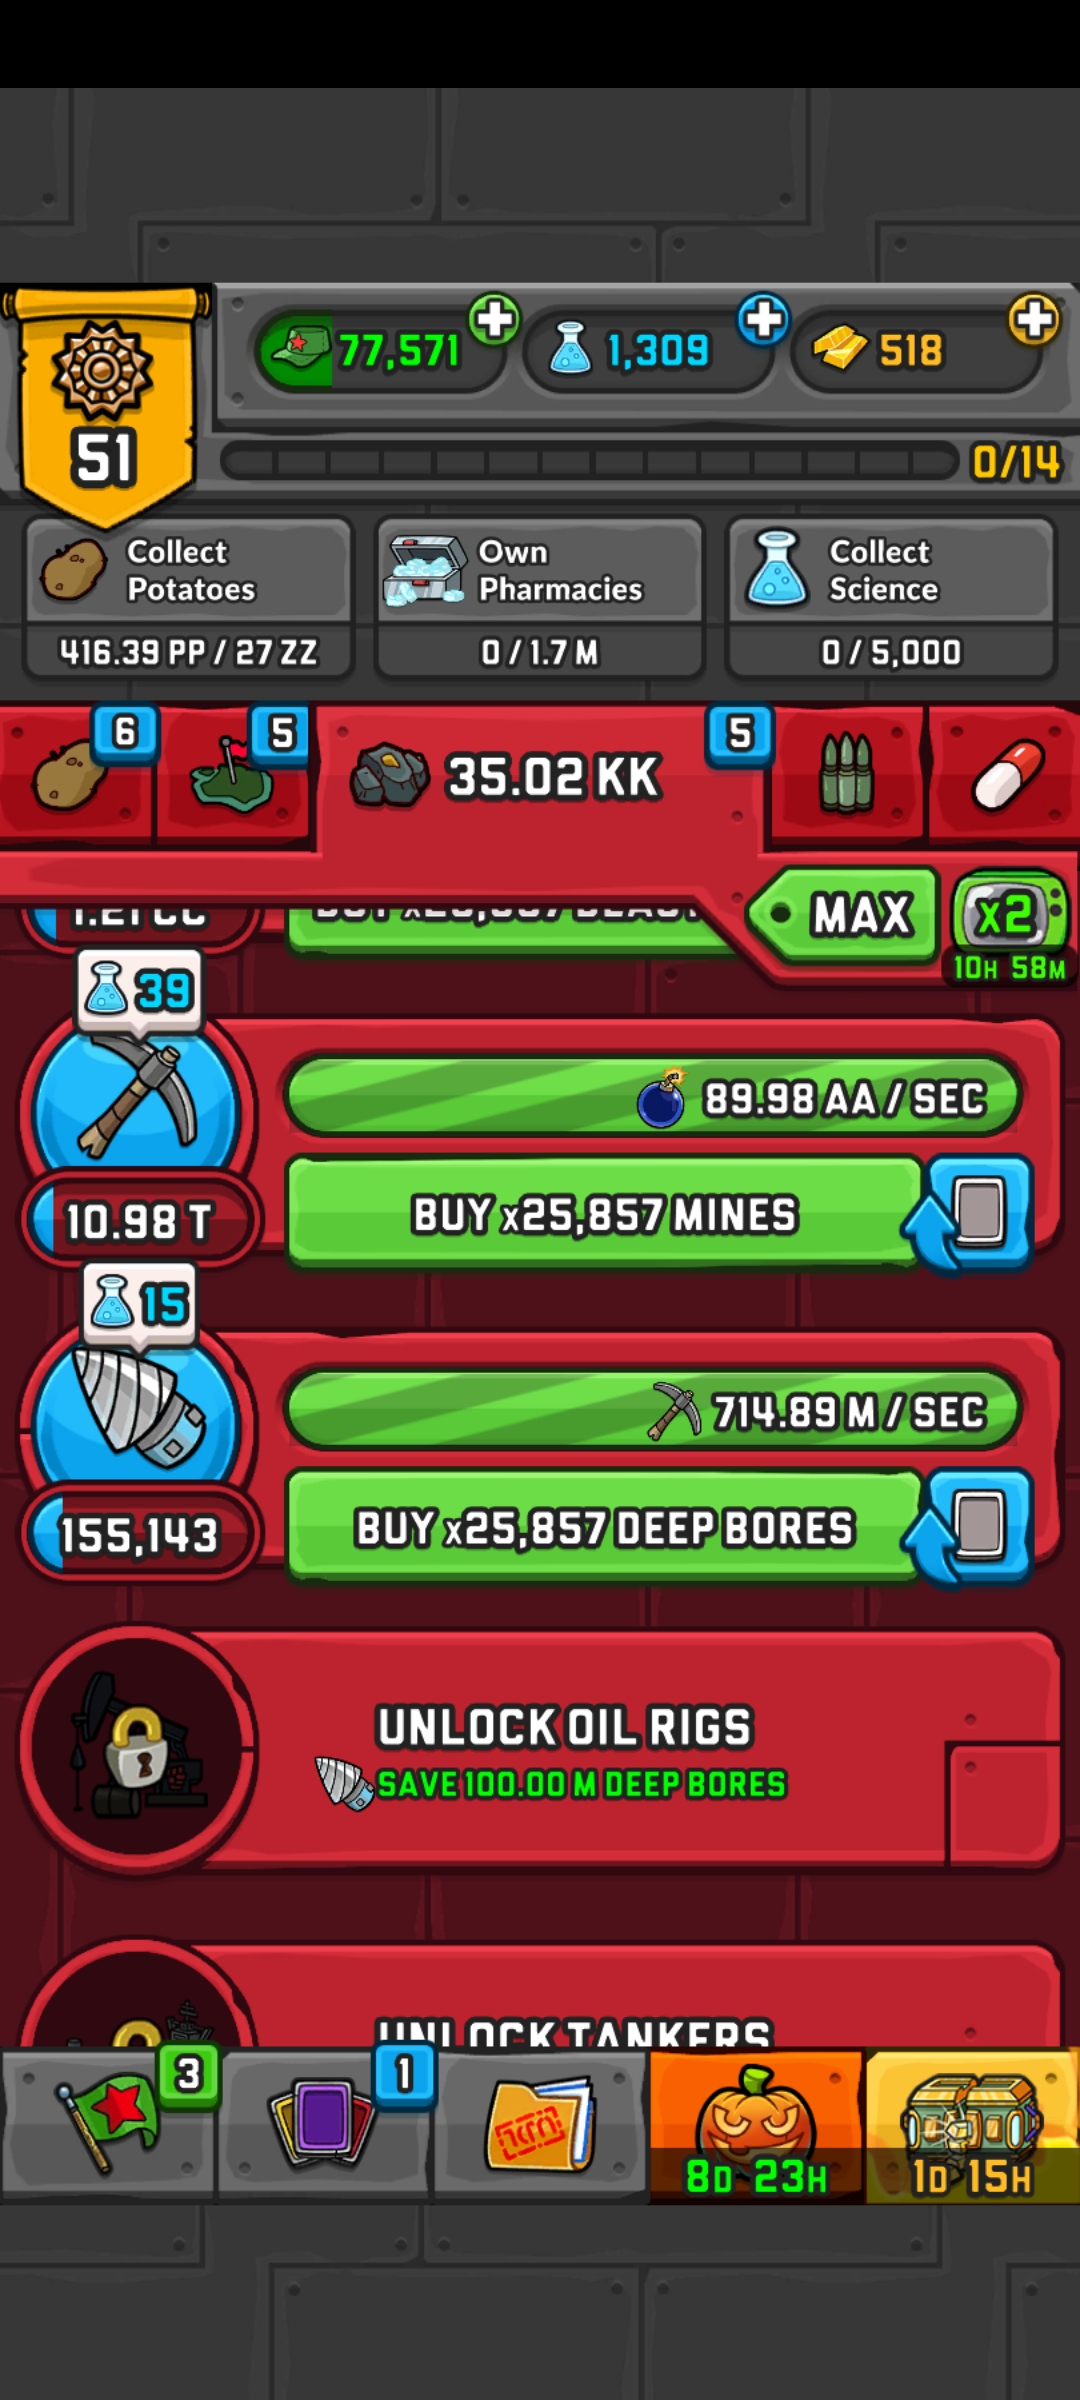 77,571
1,309
518
51
0/14
Collect
Potatoes
416.39 PP / 27 ZZ
Own
Pharmacies
0 / 1.7 M
Collect
Science
0 / 5,000
6
5
35.02 KK
5
MAX
x2
10H 58M
39
89.98 AA / SEC
10.98 T
BUY x25,857 MINES
15
714.89 M / SEC
155,143
BUY x25,857 DEEP BORES
UNLOCK OIL RIGS
SAVE 100.00 M DEEP BORES
UNLOCK TANKERS
3
1
8D 23H
1D 15H